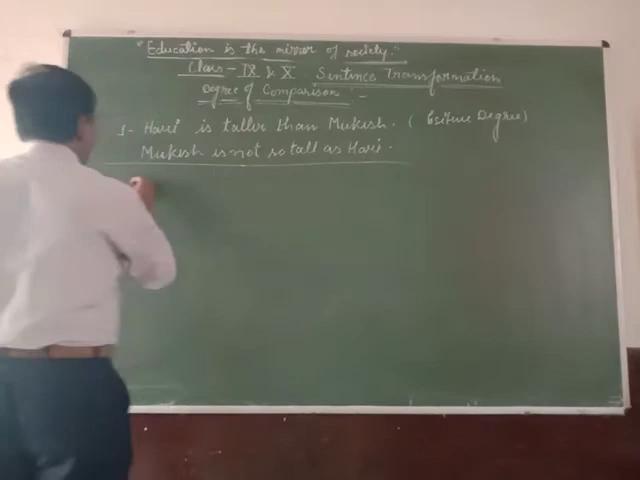 "Education is the mirror of society."
Class - IX & X Sentence Transformation
Degree of Comparison :-
1- Hari is taller than Mukesh. ( Positive Degree)
Mukesh is not so tall as Hari.